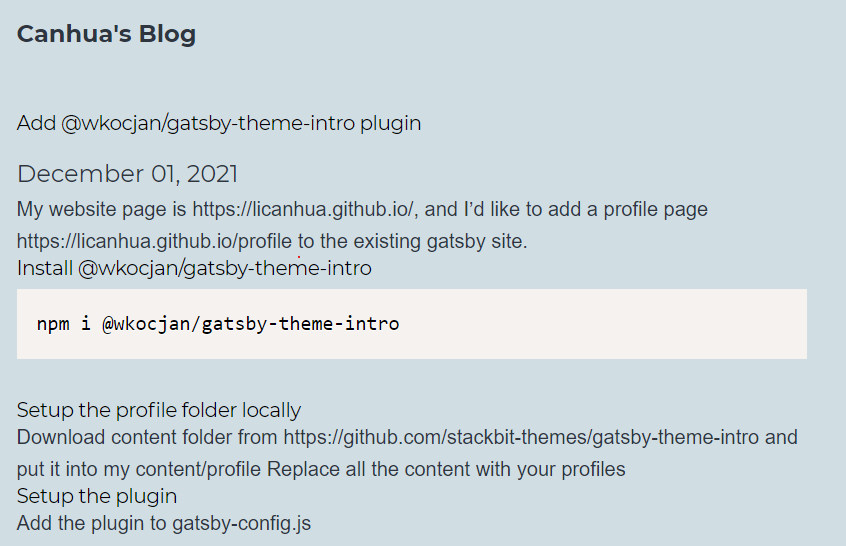 Canhua's Blog
Add @wkocjan/gatsby-theme-intro plugin
December 01, 2021
My website page is https://licanhua.github.io/, and I’d like to add a profile page
https://licanhua.github.io/profile to the existing gatsby site.
Install @wkocjan/gatsby-theme-intro
npm i @wkocjan/gatsby-theme-intro
Setup the profile folder locally
Download content folder from https://github.com/stackbit-themes/gatsby-theme-intro and
put it into my content/profile Replace all the content with your profiles
Setup the plugin
Add the plugin to gatsby-config.js